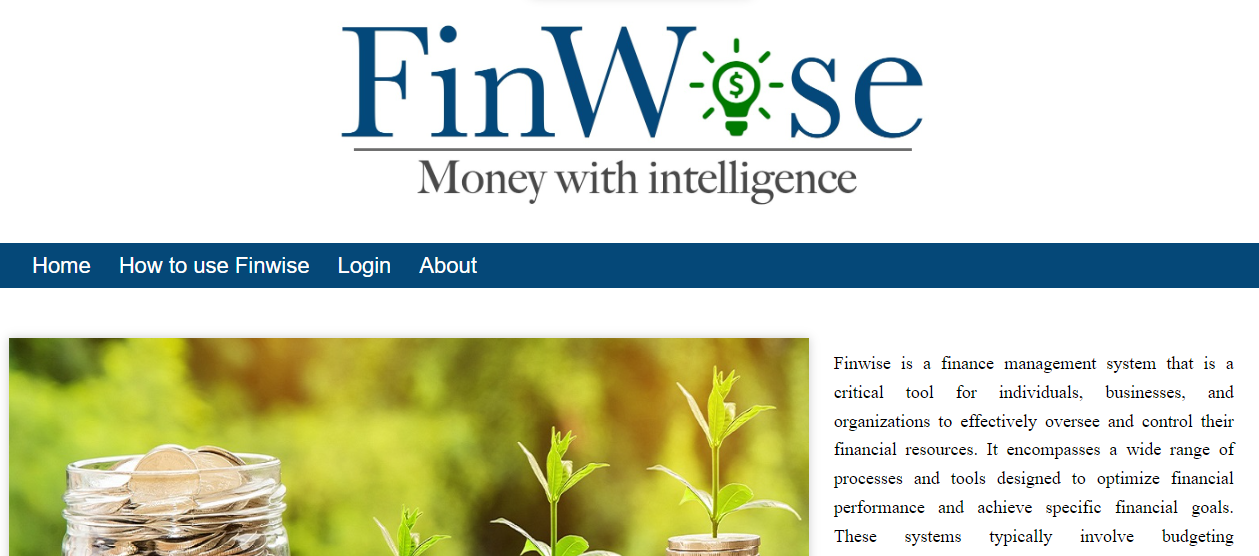 FinWise
$
Money with intelligence
Home How to use Finwise Login About
Finwise is a finance management system that is a
critical tool for individuals, businesses, and
organizations to effectively oversee and control their
financial resources. It encompasses a wide range of
processes and tools designed to optimize financial
performance and achieve specific financial goals.
These systems typically involve budgeting